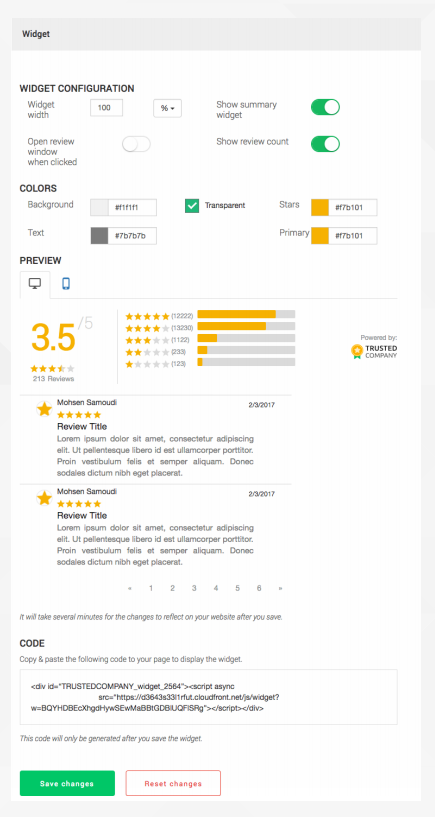 Widget
WIDGET CONFIGURATION
Widget width
100
%
Show summary widget
Open review window when clicked
Show review count
COLORS
Background
#f1f1f1
Transparent
Stars
#f7b101
Text
#7b7b7b
Primary
#f7b101
PREVIEW
3.5 /5
213 Reviews
(12222)
(13230)
(1122)
(233)
(123)
Powered by:
TRUSTED
COMPANY
Mohsen Samoudi
2/3/2017
Review Title
Lorem ipsum dolor sit amet, consectetur adipiscing
elit. Ut pellentesque libero id est ullamcorper porttitor.
Proin vestibulum felis et semper aliquam. Donec
sodales dictum nibh eget placerat.
Mohsen Samoudi
2/3/2017
Review Title
Lorem ipsum dolor sit amet, consectetur adipiscing
elit. Ut pellentesque libero id est ullamcorper porttitor.
Proin vestibulum felis et semper aliquam. Donec
sodales dictum nibh eget placerat.
« 1 2 3 4 5 6 »
It will take several minutes for the changes to reflect on your website after you save.
CODE
Copy & paste the following code to your page to display the widget.
<div id="TRUSTEDCOMPANY_widget_2564"><script async
src="https://d3643s33l1rfut.cloudfront.net/js/widget?
w=BQYHDBEcXhgdHywSEwMaBBtGDBlUQFlSRg"></script></div>
This code will only be generated after you save the widget.
Save changes
Reset changes